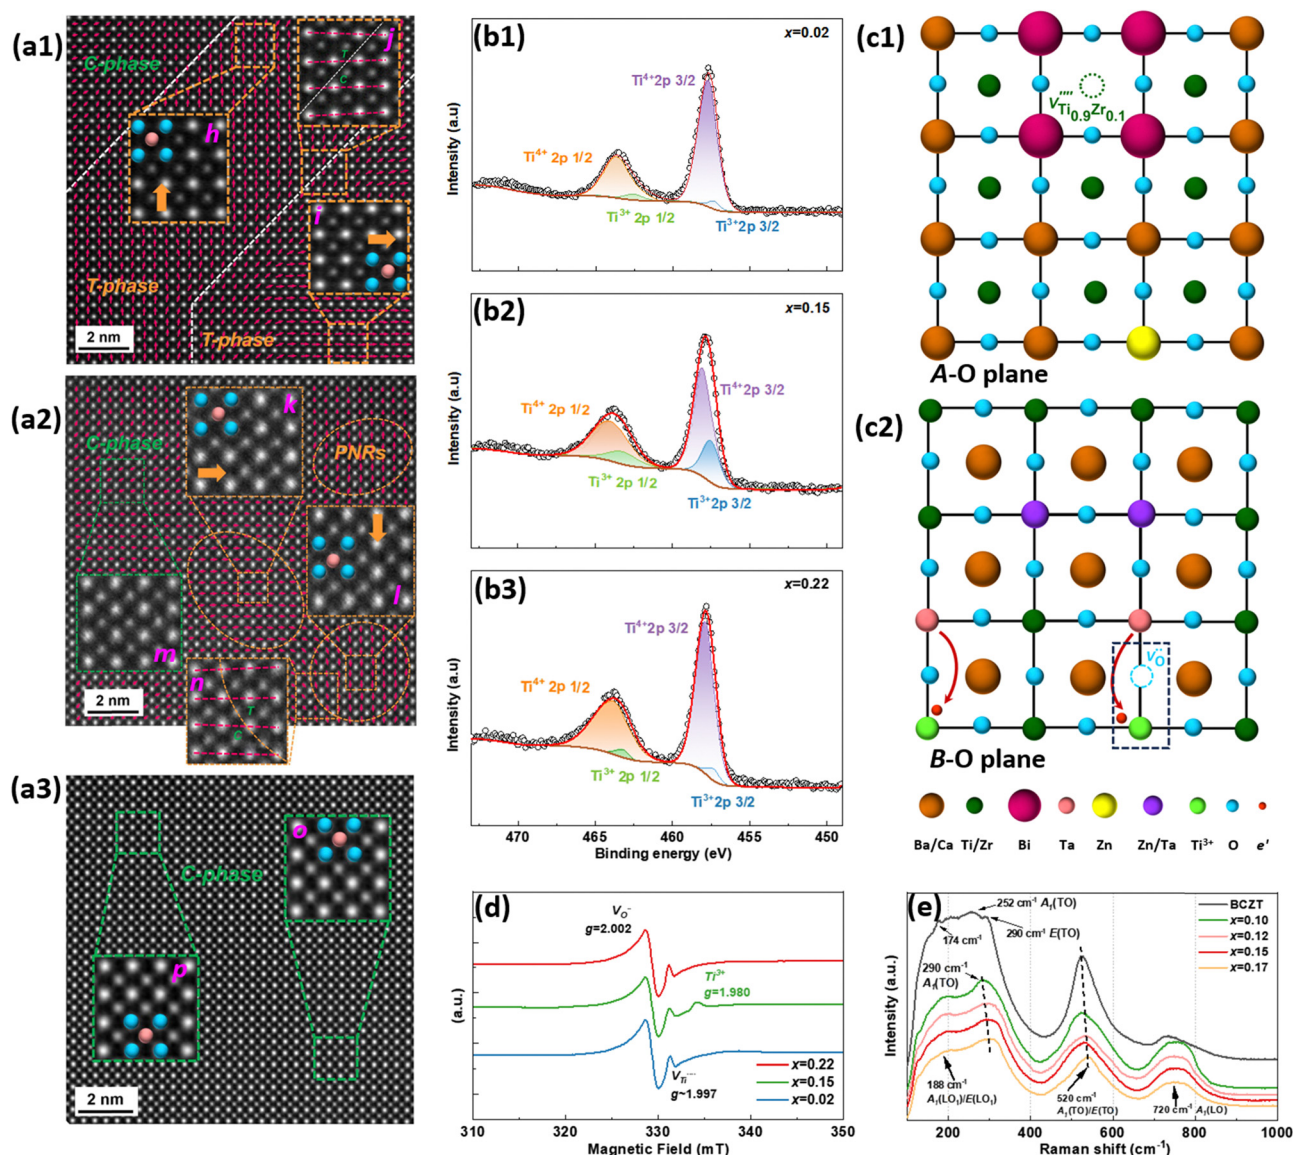 (a1)
C-phase
T
C
j
h
i
T-phase
T-phase
2 nm
(a2)
C-phase
k
PNRs
l
m
n
T
C
2 nm
(a3)
o
C-phase
p
2 nm
(b1)
x=0.02
Ti⁴⁺2p 3/2
Ti⁴⁺ 2p 1/2
Ti³⁺ 2p 1/2
Ti³⁺2p 3/2
Intensity (a.u)
(b2)
x=0.15
Ti⁴⁺2p 3/2
Ti⁴⁺ 2p 1/2
Ti³⁺ 2p 1/2
Ti³⁺2p 3/2
Intensity (a.u)
(b3)
x=0.22
Ti⁴⁺2p 3/2
Ti⁴⁺ 2p 1/2
Ti³⁺ 2p 1/2
Ti³⁺2p 3/2
Intensity (a.u)
470 465 460 455 450
Binding energy (eV)
(c1)
V''''Ti₀.₉Zr₀.₁
A-O plane
(c2)
V¨O
B-O plane
Ba/Ca Ti/Zr Bi Ta Zn Zn/Ta Ti³⁺ O e'
(d)
VO⁻
g=2.002
Ti³⁺
g=1.980
VTi''''
g~1.997
x=0.22
x=0.15
x=0.02
(a.u.)
310 320 330 340 350
Magnetic Field (mT)
(e)
252 cm⁻¹ A₁(TO)
174 cm⁻¹
290 cm⁻¹ E(TO)
290 cm⁻¹
A₁(TO)
BCZT
x=0.10
x=0.12
x=0.15
x=0.17
188 cm⁻¹
A₁(LO₁)/E(LO₁)
520 cm⁻¹
A₁(TO)/E(TO)
720 cm⁻¹ A₁(LO)
Intensity (a.u)
200 400 600 800 1000
Raman shift (cm⁻¹)